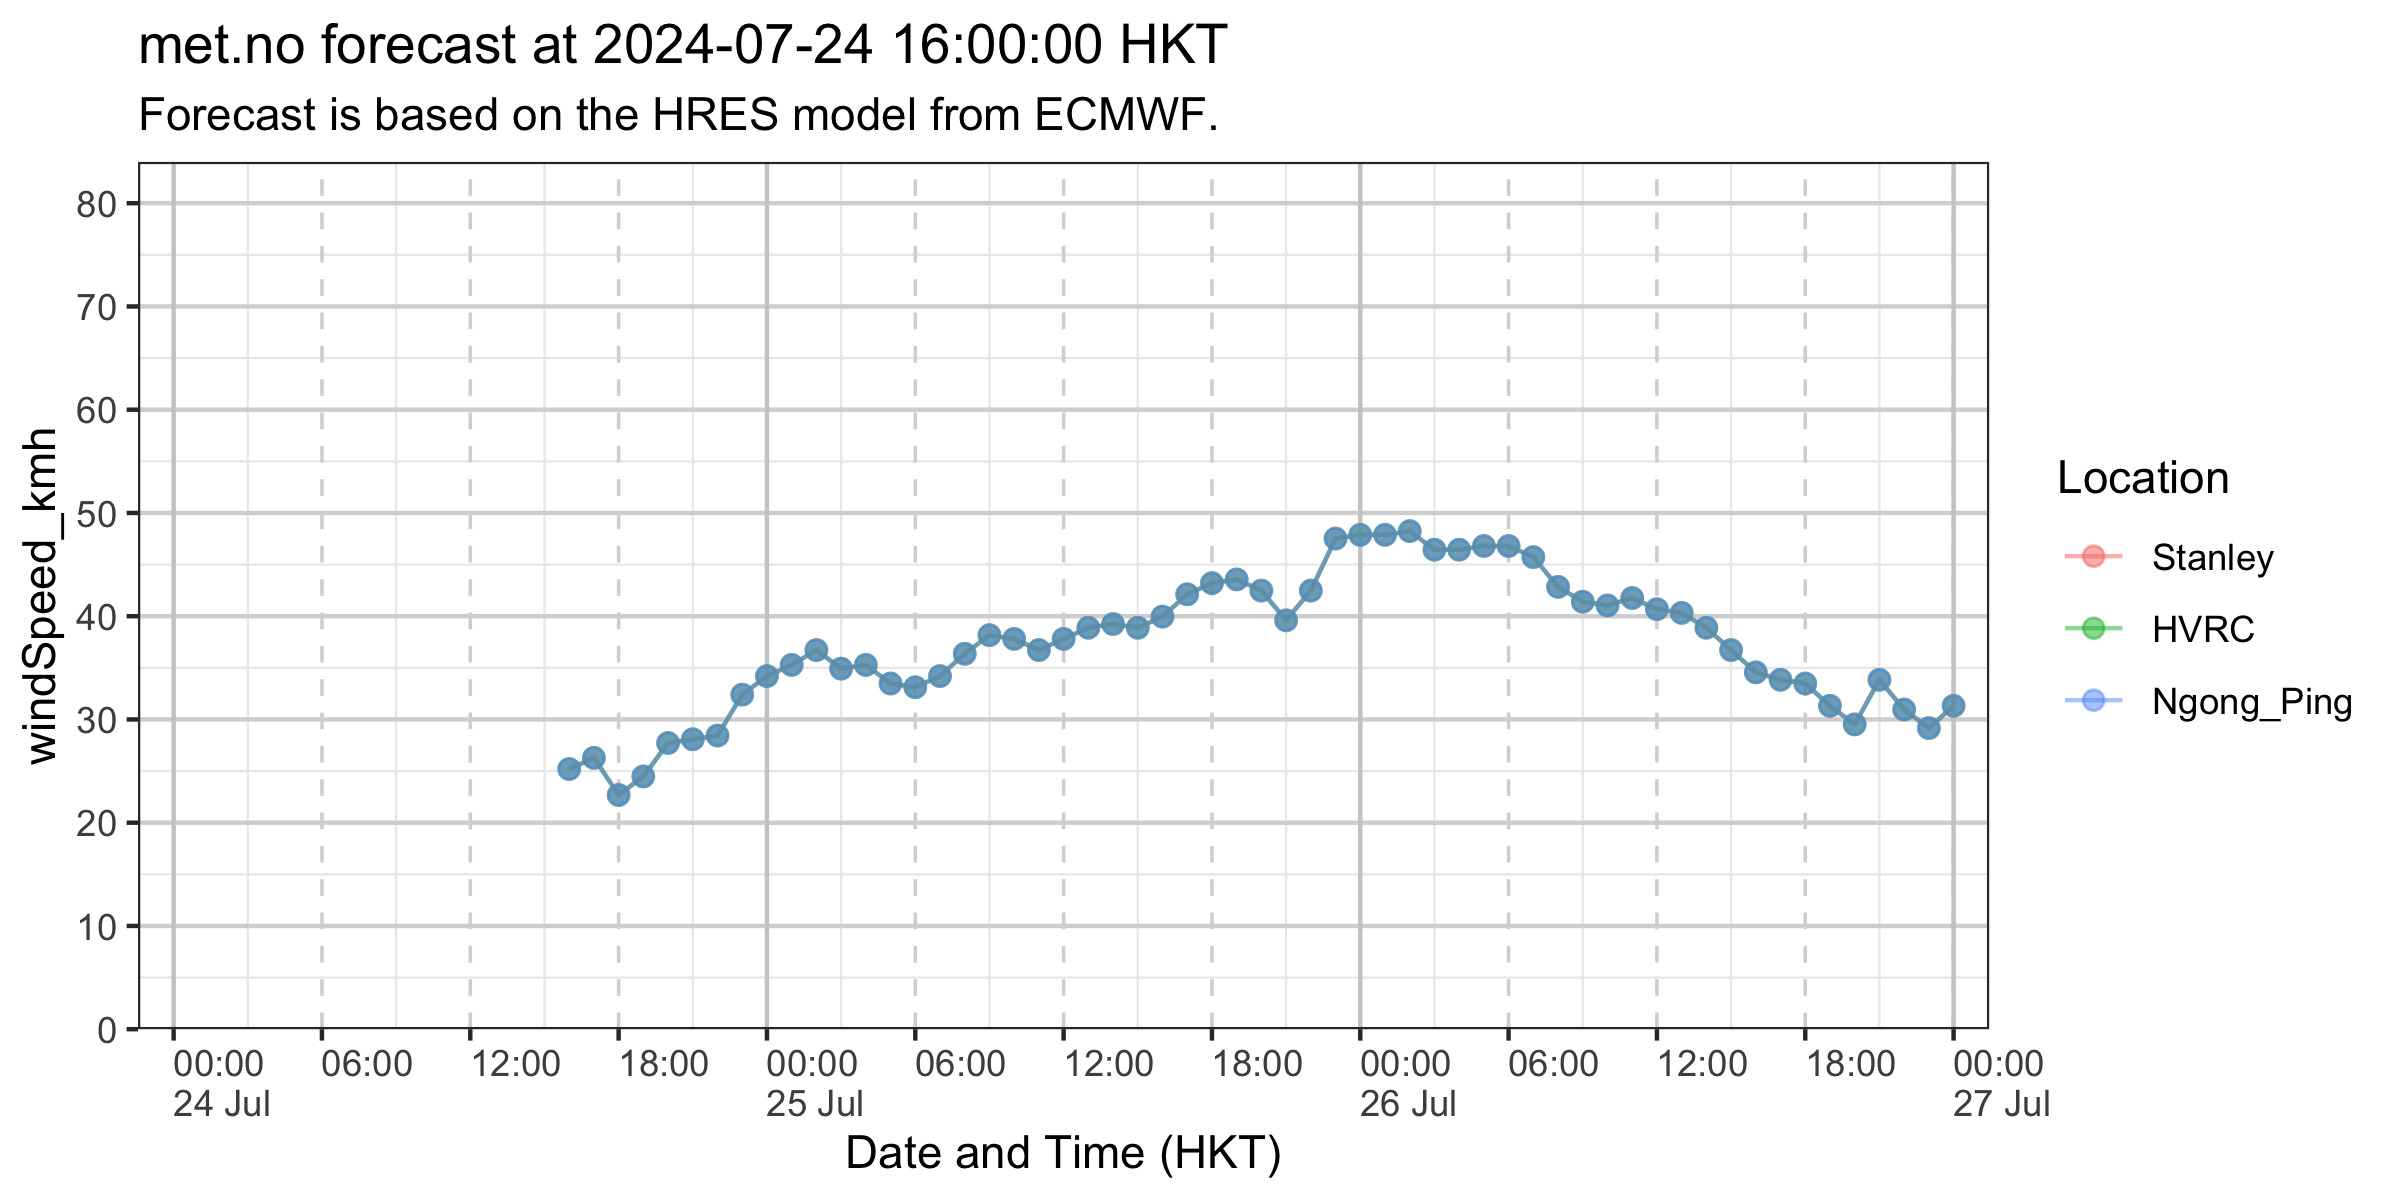 met.no forecast at 2024-07-24 16:00:00 HKT
Forecast is based on the HRES model from ECMWF.
windSpeed_kmh
80
70
60
50
40
30
20
10
0
00:00 06:00 12:00 18:00 00:00 06:00 12:00 18:00 00:00 06:00 12:00 18:00 00:00
24 Jul 25 Jul 26 Jul 27 Jul
Date and Time (HKT)
Location
Stanley
HVRC
Ngong_Ping